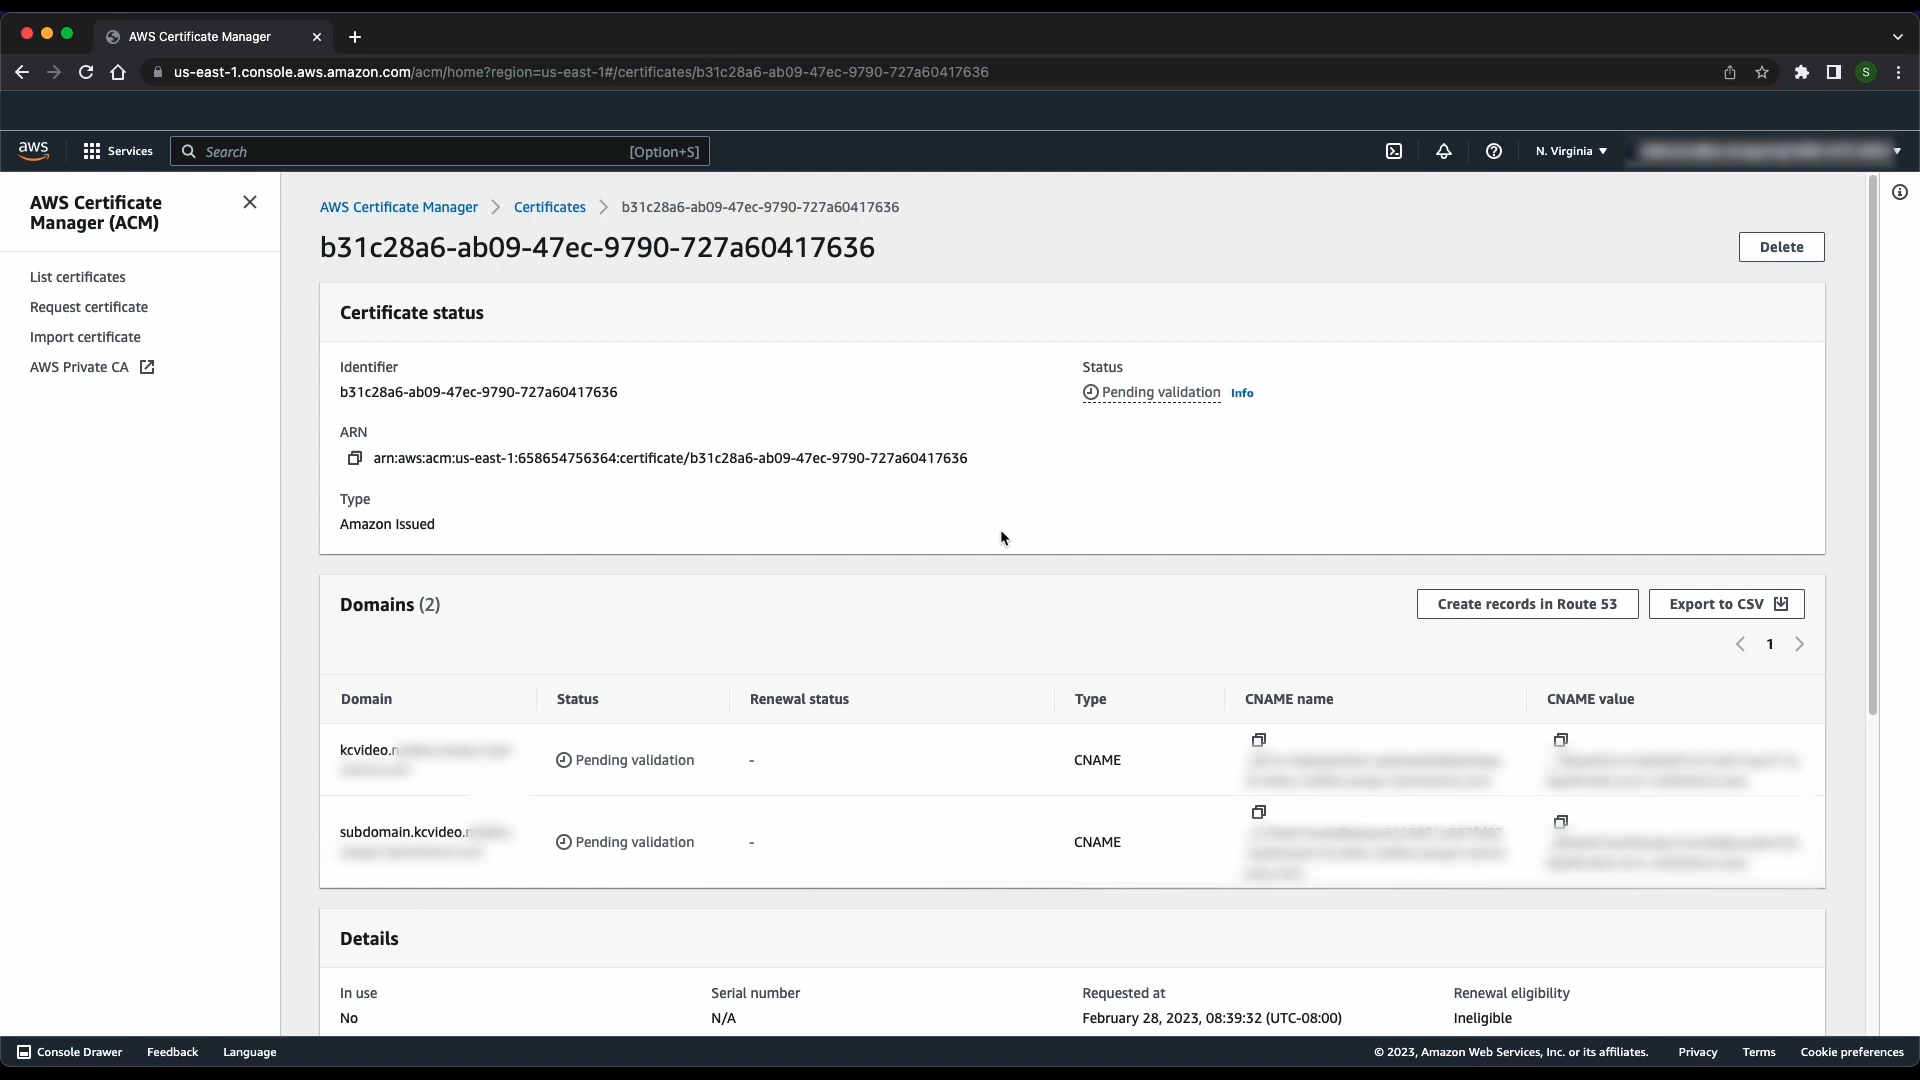 AWS Certificate Manager
us-east-1.console.aws.amazon.com/acm/home?region=us-east-1#/certificates/b31c28a6-ab09-47ec-9790-727a60417636
S
aws
Services
Search
[Option+S]
N. Virginia
AWS Certificate
Manager (ACM)
List certificates
Request certificate
Import certificate
AWS Private CA
AWS Certificate Manager
Certificates
b31c28a6-ab09-47ec-9790-727a60417636
b31c28a6-ab09-47ec-9790-727a60417636
Delete
Certificate status
Identifier
b31c28a6-ab09-47ec-9790-727a60417636
Status
Pending validation Info
ARN
arn:aws:acm:us-east-1:658654756364:certificate/b31c28a6-ab09-47ec-9790-727a60417636
Type
Amazon Issued
Domains (2)
Create records in Route 53
Export to CSV
1
Domain Status Renewal status Type CNAME name CNAME value
kcvideo. Pending validation - CNAME
subdomain.kcvideo. Pending validation - CNAME
Details
In use
No
Serial number
N/A
Requested at
February 28, 2023, 08:39:32 (UTC-08:00)
Renewal eligibility
Ineligible
Console Drawer Feedback Language © 2023, Amazon Web Services, Inc. or its affiliates. Privacy Terms Cookie preferences